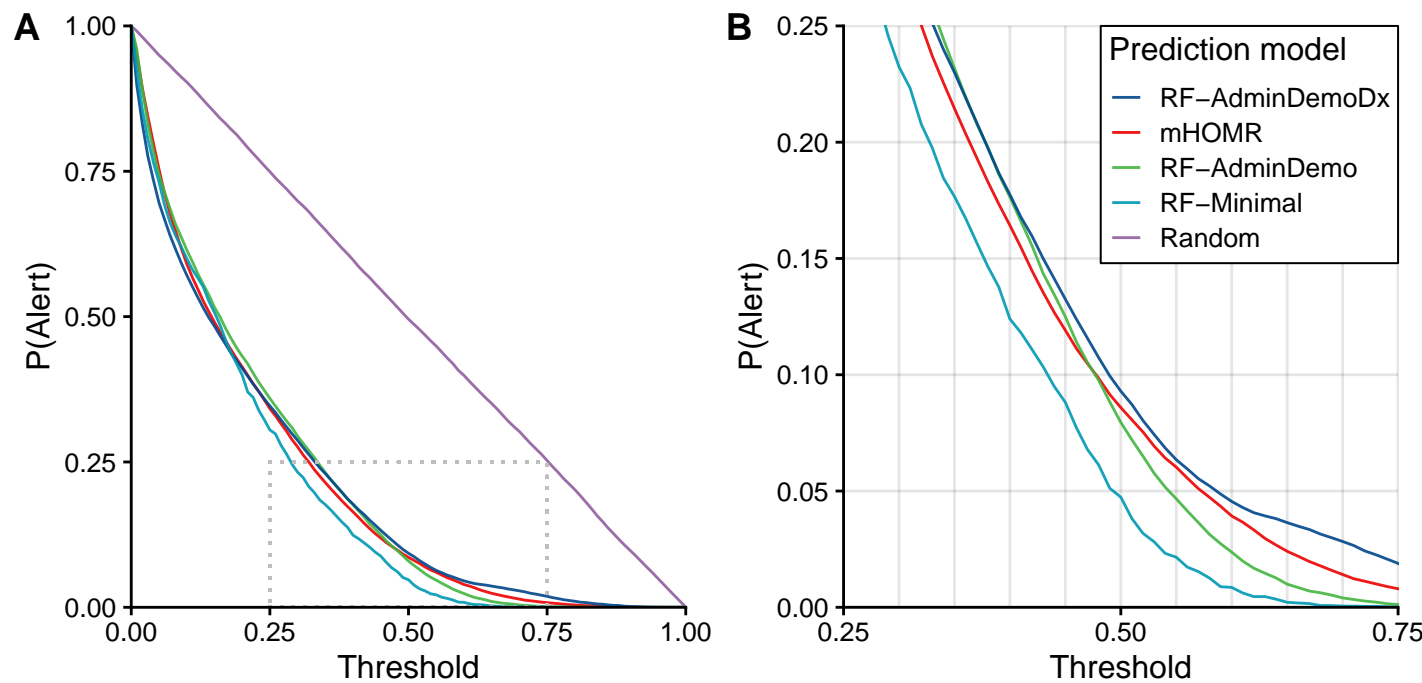 A
1.00
0.75
0.50
0.25
0.00
P(Alert)
0.00
0.25
0.50
0.75
1.00
Threshold
B
0.25
0.20
0.15
0.10
0.05
0.00
P(Alert)
0.25
0.50
0.75
Threshold
Prediction model
RF−AdminDemoDx
mHOMR
RF−AdminDemo
RF−Minimal
Random